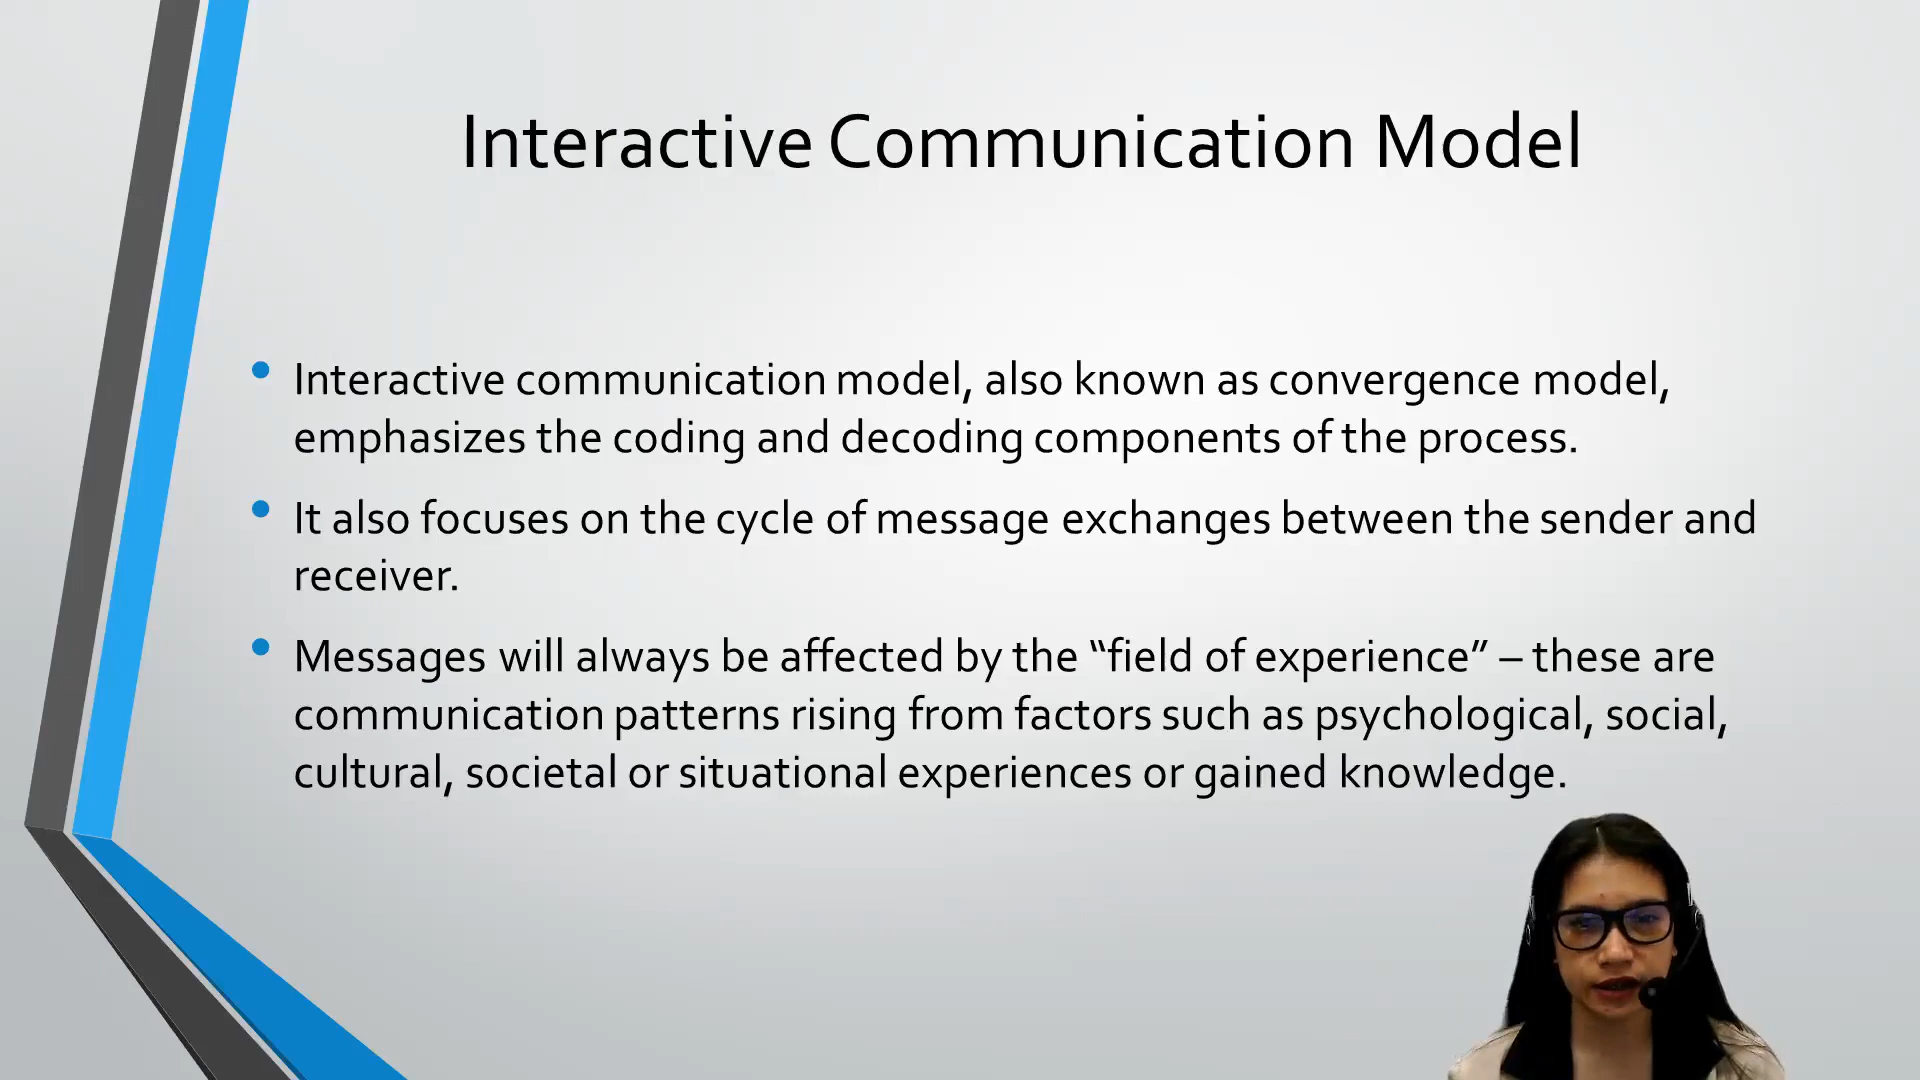 Interactive Communication Model
• Interactive communication model, also known as convergence model,
emphasizes the coding and decoding components of the process.
• It also focuses on the cycle of message exchanges between the sender and
receiver.
• Messages will always be affected by the “field of experience” – these are
communication patterns rising from factors such as psychological, social,
cultural, societal or situational experiences or gained knowledge.